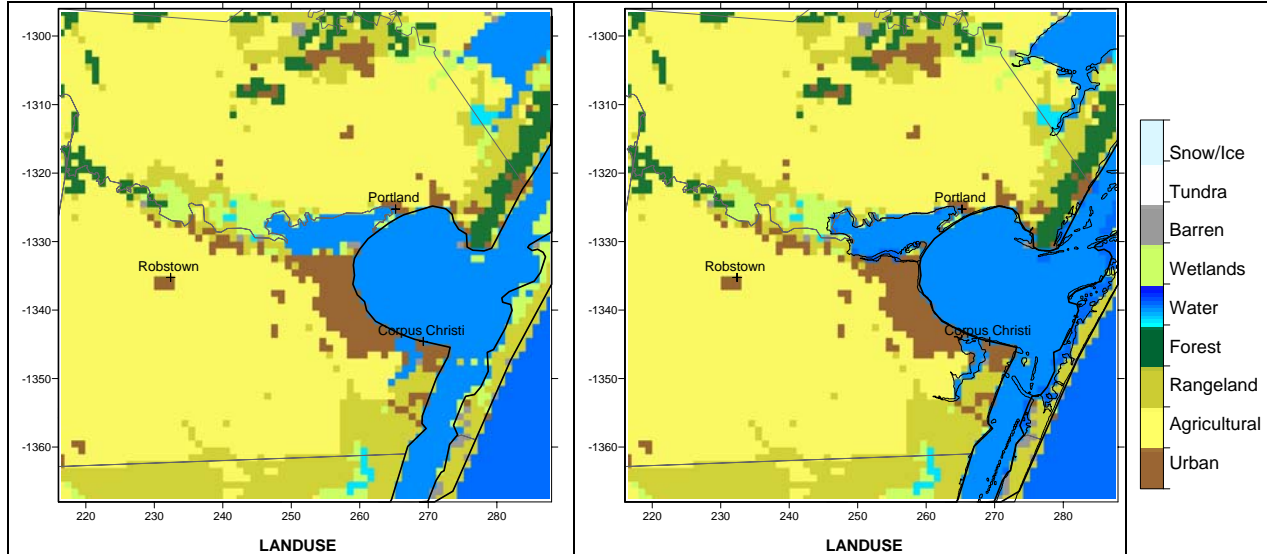 -1300
-1310
-1320
-1330
-1340
-1350
-1360
220
230
240
250
260
270
280
Portland
Robstown
Corpus Christi
LANDUSE
-1300
-1310
-1320
-1330
-1340
-1350
-1360
220
230
240
250
260
270
280
Portland
Robstown
Corpus Christi
LANDUSE
Snow/Ice
Tundra
Barren
Wetlands
Water
Forest
Rangeland
Agricultural
Urban